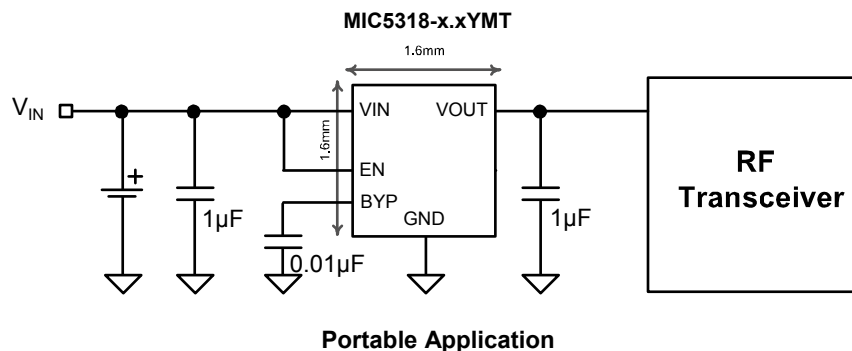 MIC5318-x.xYMT
1.6mm
1.6mm
VIN
VIN
VOUT
EN
BYP
GND
+
1µF
0.01µF
1µF
RF
Transceiver
Portable Application